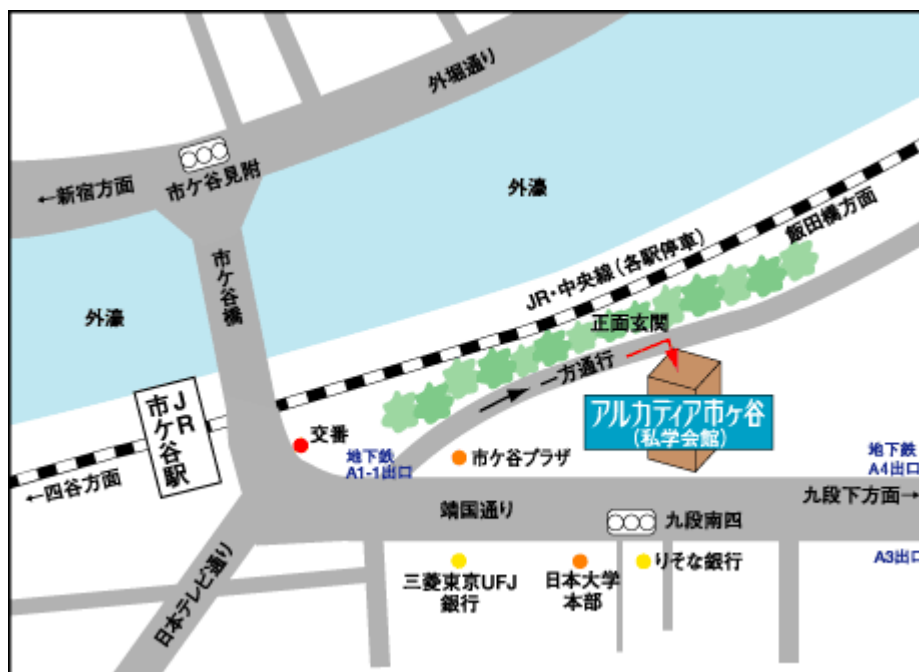 外堀通り
市ケ谷見附
←新宿方面
外濠
飯田橋方面
市ケ谷橋
JR・中央線(各駅停車)
外濠
正面玄関
一方通行
JR
市ケ谷駅
アルカディア市ヶ谷
(私学会館)
交番
地下鉄
A1-1出口
市ケ谷プラザ
地下鉄
A4出口
←四谷方面
九段下方面→
靖国通り
九段南四
日本テレビ通り
三菱東京UFJ
銀行
日本大学
本部
りそな銀行
A3出口